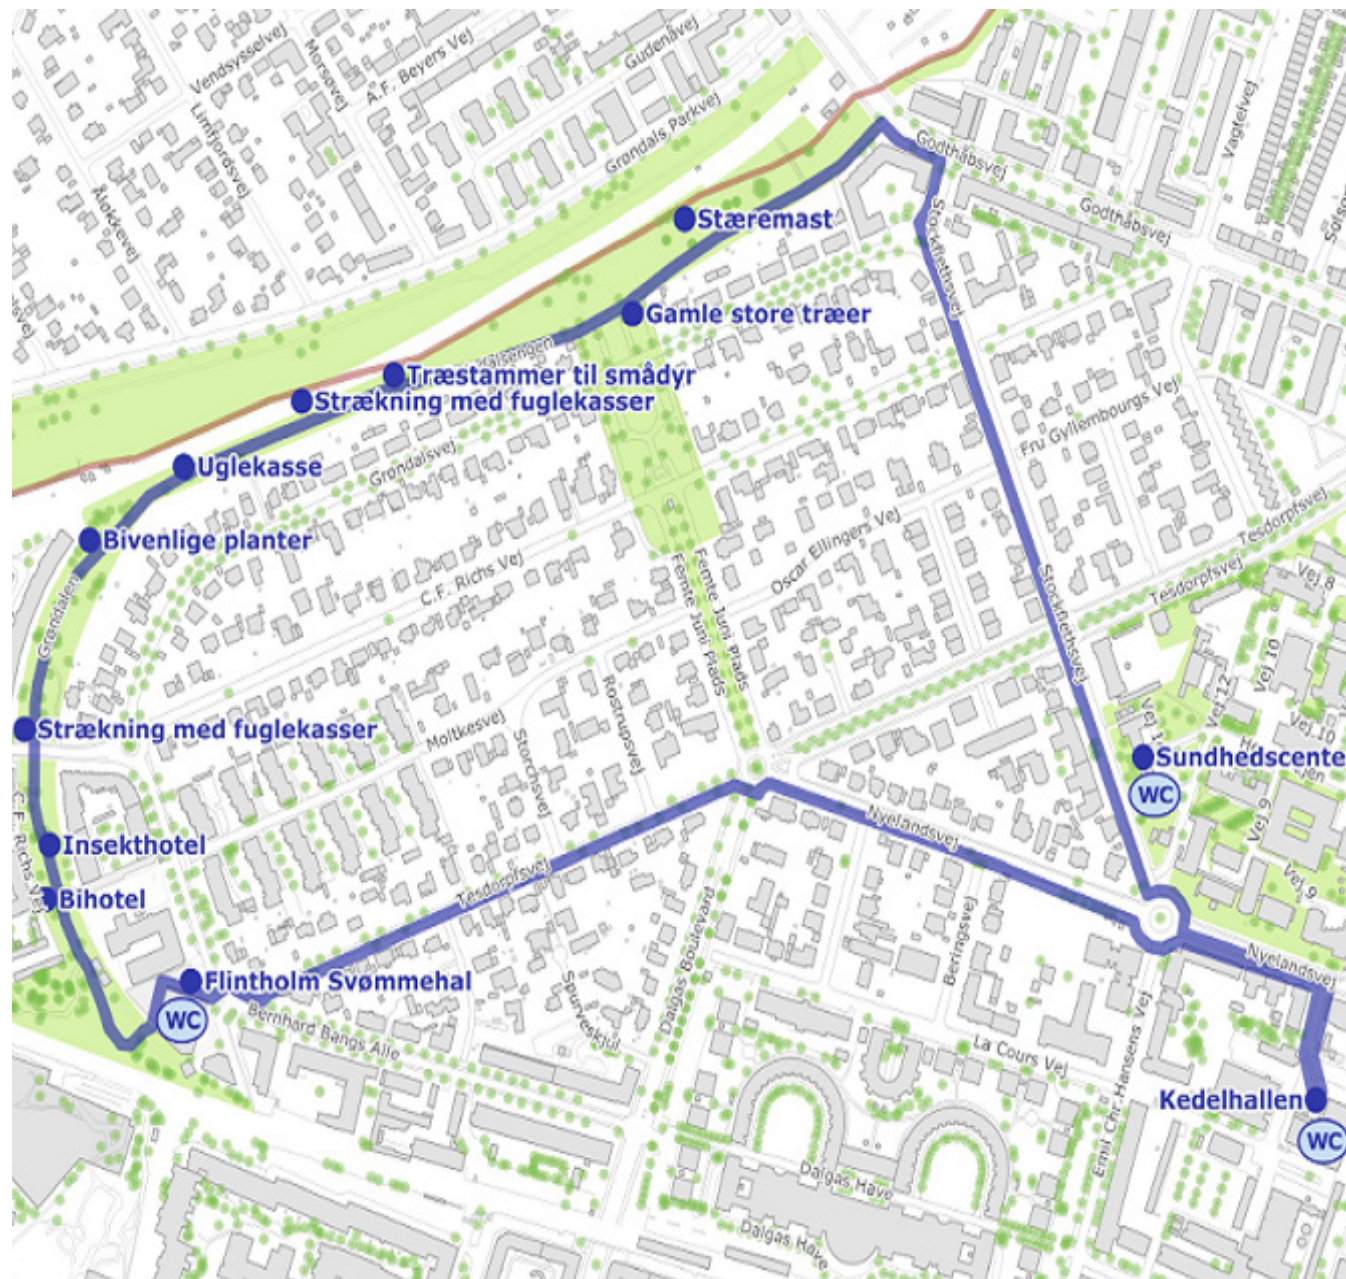 Vendsysselvej
Morsøvej
A.F. Beyers Vej
Gudenåvej
Limfjordsvej
Grøndals Parkvej
Ålekkevej
Vagtelvej
Godthåbsvej
Godthåbsvej
Stæremast
Stockflethsvej
Gamle store træer
Træstammer til smådyr
Strækning med fuglekasser
Grøndalsvej
Fru Gyllembourgs Vej
Uglekasse
Bivenlige planter
Oscar Ellingers Vej
Tesdorpfsvej
Tesdorpfsvej
C.F. Richs Vej
Femte Juni Plads
Femte Juni Plads
Stockflethsvej
Vej 8
Grøndalen
Vej 10
Vej 12
Rostrupsvej
Moltkesvej
Storchsvej
Vej 10
Strækning med fuglekasser
Sundhedscente
WC
Nyelandsvej
Vej 9
Vej 9
C.F. Richs Vej
Insekthotel
Bihotel
Tesdorpfsvej
Dalgas Boulevard
Beringsvej
Nyelandsvej
Flintholm Svømmehal
WC
Bernhard Bangs Alle
Spurveskjul
La Cours Vej
Emil Chr. Hansens Vej
Kedelhallen
WC
Dalgas Have
Dalgas Have